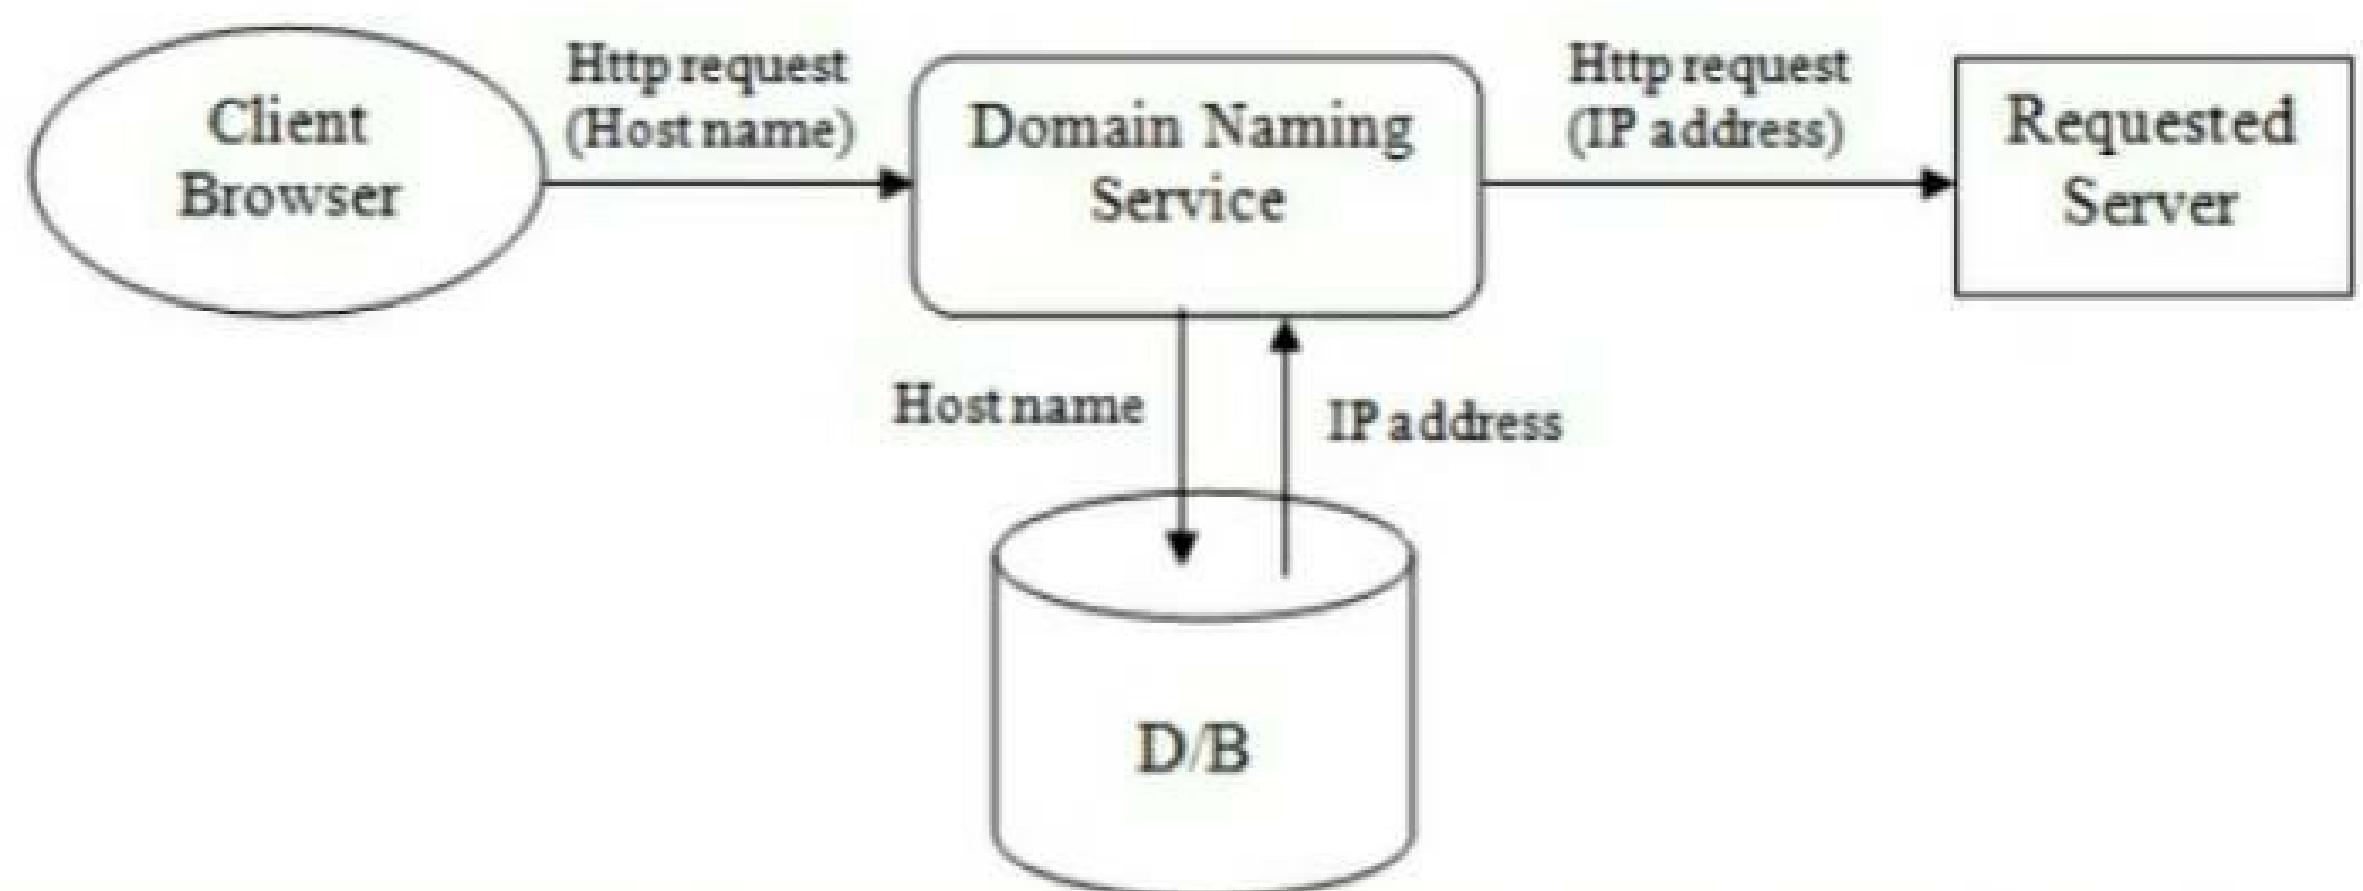 Client
Browser
Http request
(Host name)
Domain Naming
Service
Http request
(IP address)
Requested
Server
Host name
IP address
D/B